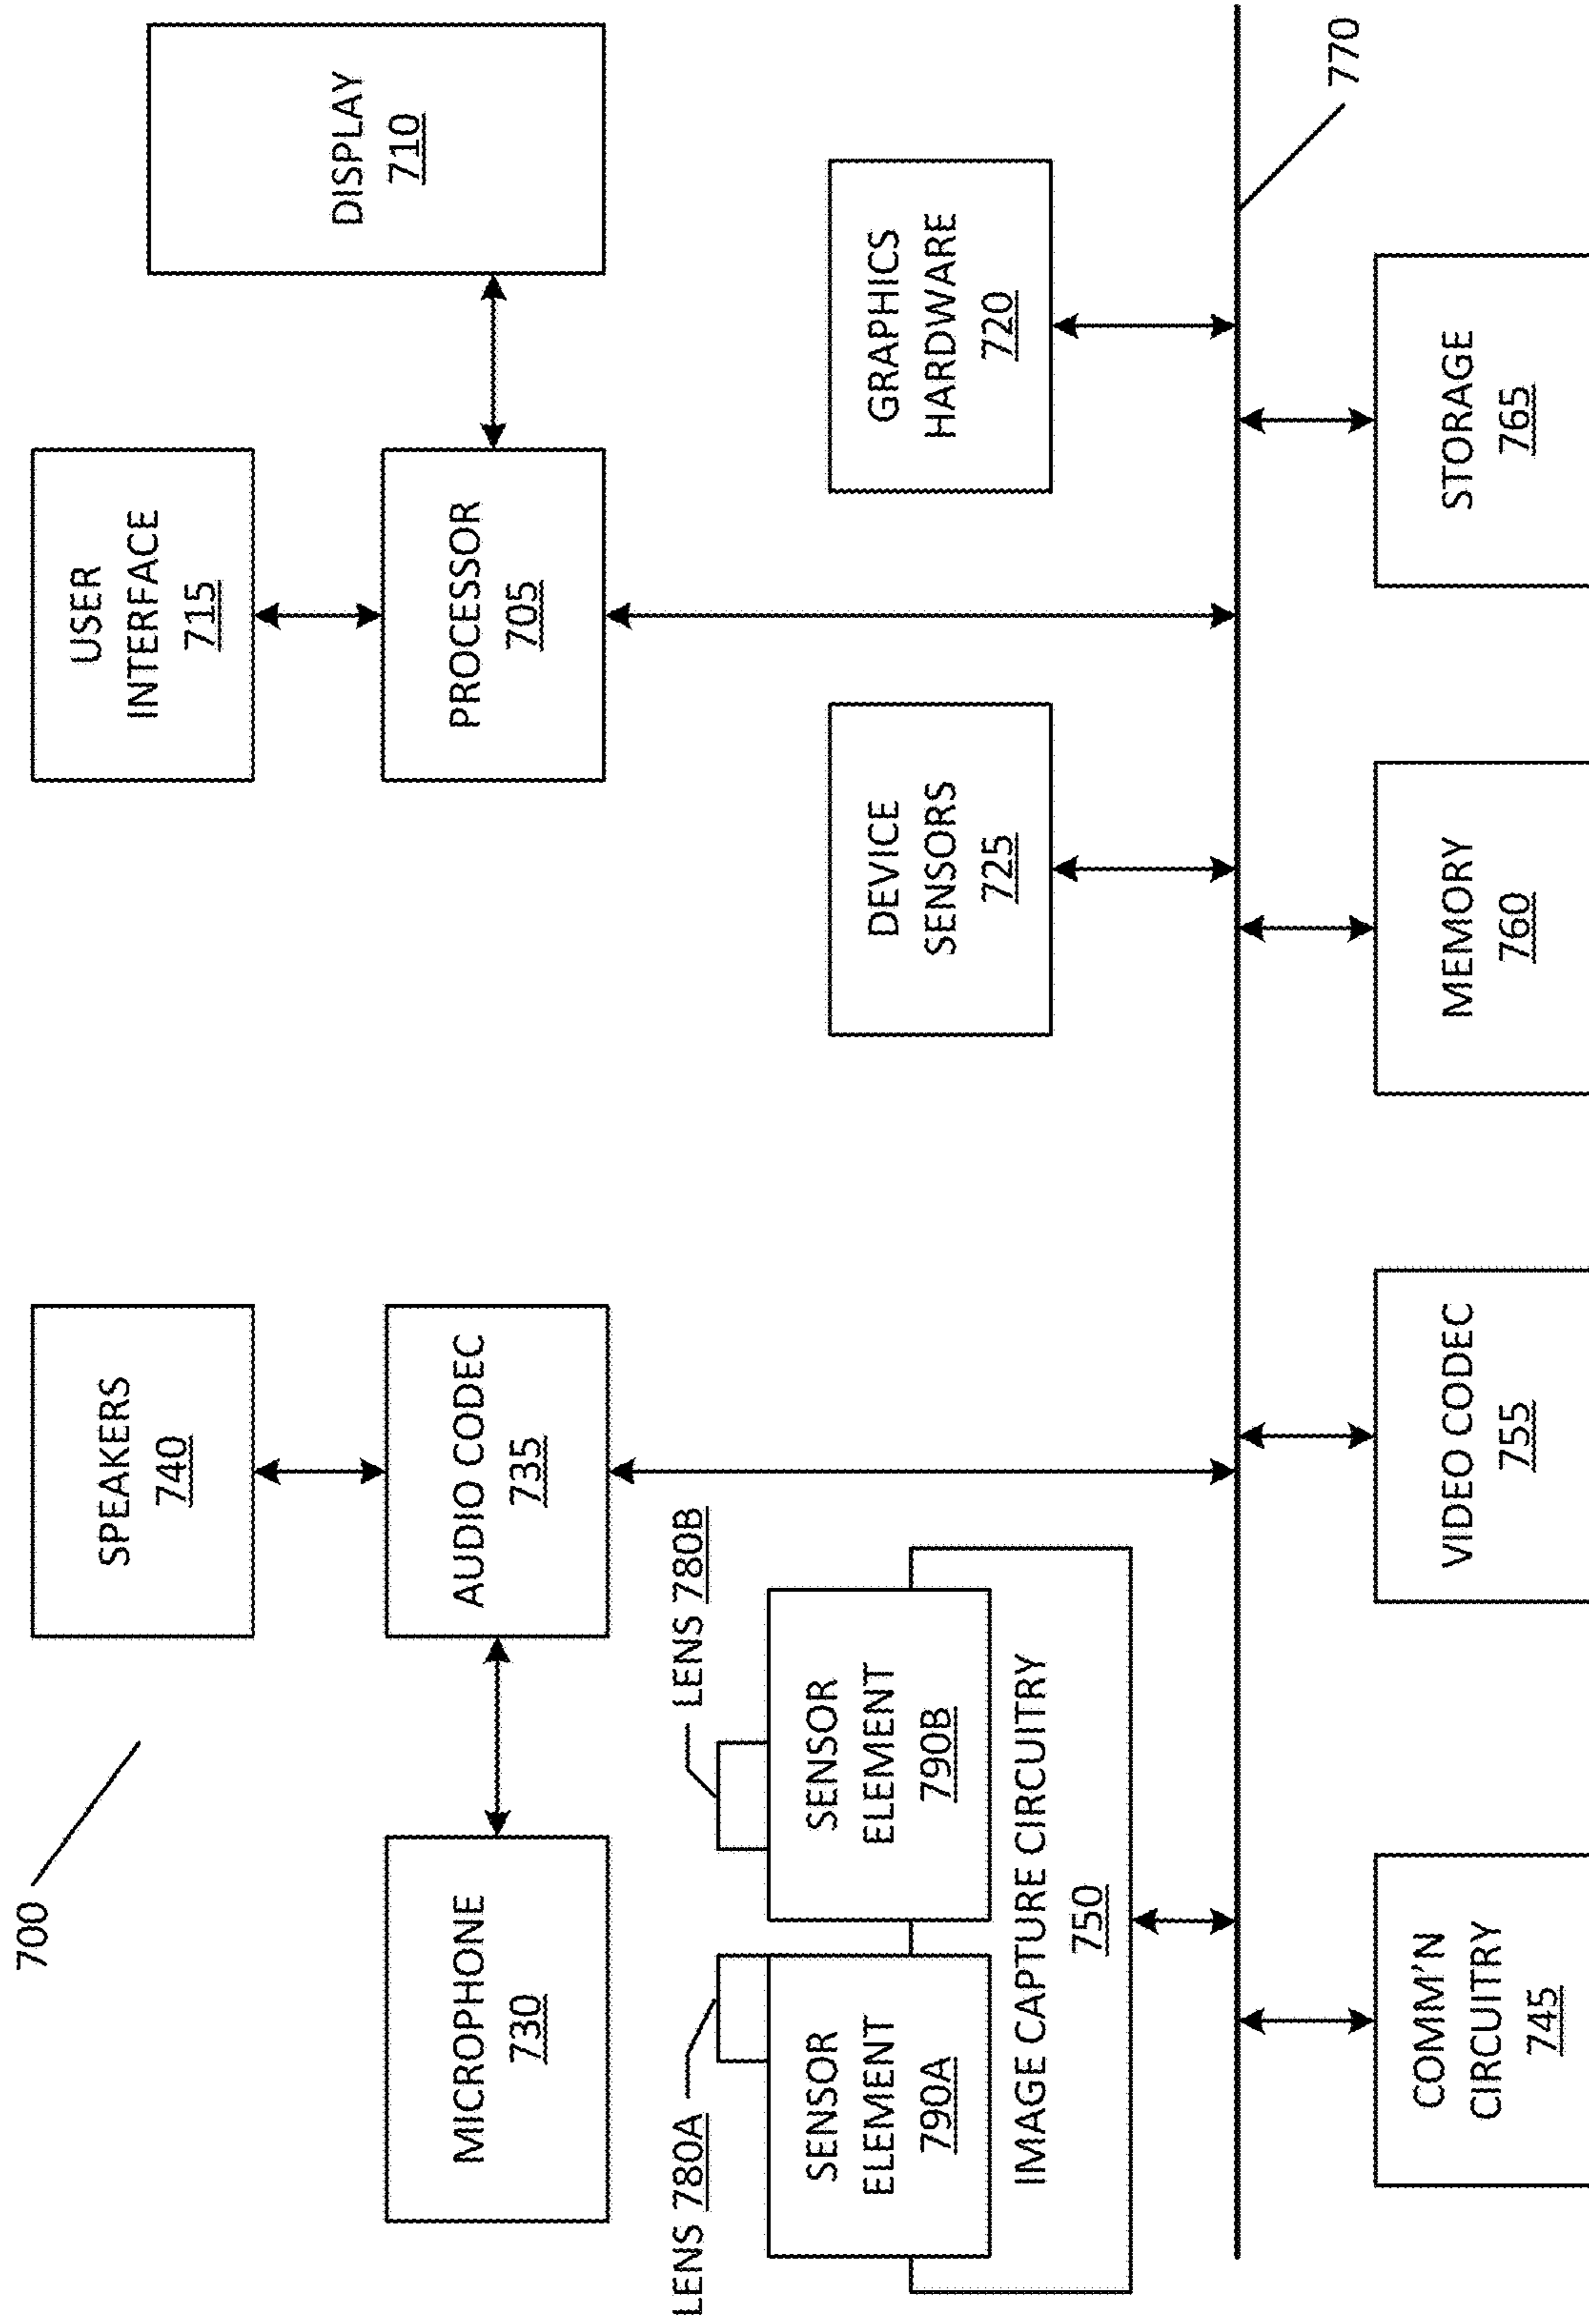 700
SPEAKERS
740
USER
INTERFACE
715
MICROPHONE
730
AUDIO CODEC
735
PROCESSOR
705
DISPLAY
710
LENS 780A
LENS 780B
SENSOR
ELEMENT
790A
SENSOR
ELEMENT
790B
IMAGE CAPTURE CIRCUITRY
750
DEVICE
SENSORS
725
GRAPHICS
HARDWARE
720
770
COMM'N
CIRCUITRY
745
VIDEO CODEC
755
MEMORY
760
STORAGE
765